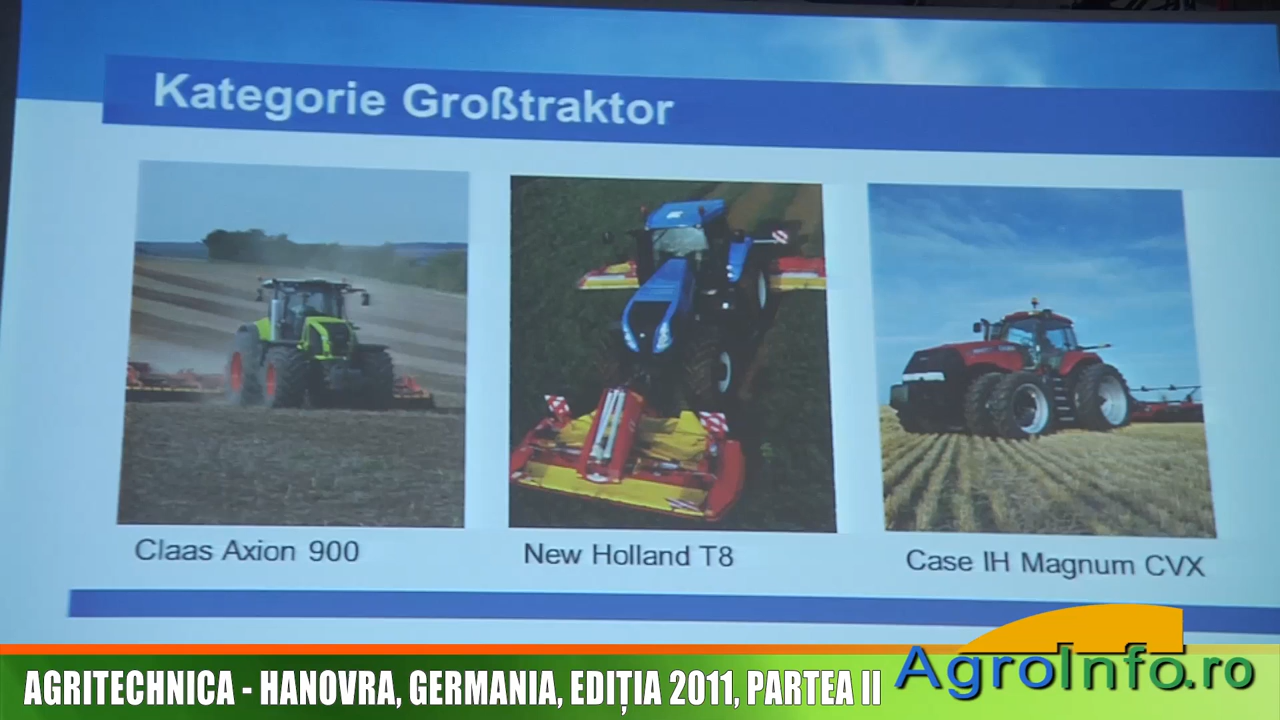 Kategorie Großtraktor
Claas Axion 900
New Holland T8
Case IH Magnum CVX
AGRITECHNICA - HANOVRA, GERMANIA, EDIȚIA 2011, PARTEA II
AgroInfo.ro